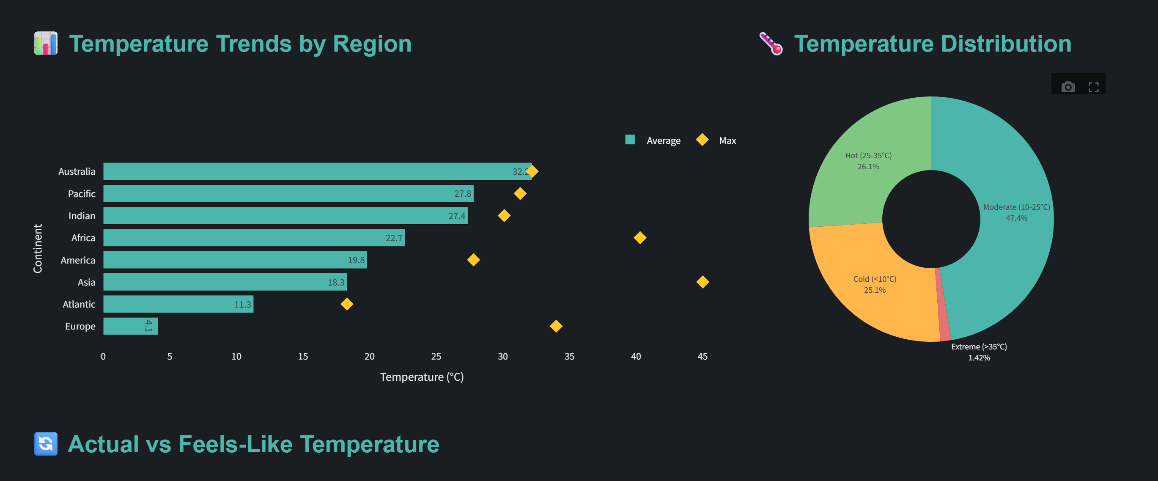 Temperature Trends by Region
Average
Max
Australia
Pacific
27.8
Indian
27.4
Africa
22.7
America
19.8
Asia
18.3
Atlantic
11.3
Europe
4.1
Continent
0 5 10 15 20 25 30 35 40 45
Temperature (°C)
Temperature Distribution
Hot (25-35°C)
26.1%
Moderate (10-25°C)
47.4%
Cold (<10°C)
25.1%
Extreme (>35°C)
1.42%
Actual vs Feels-Like Temperature